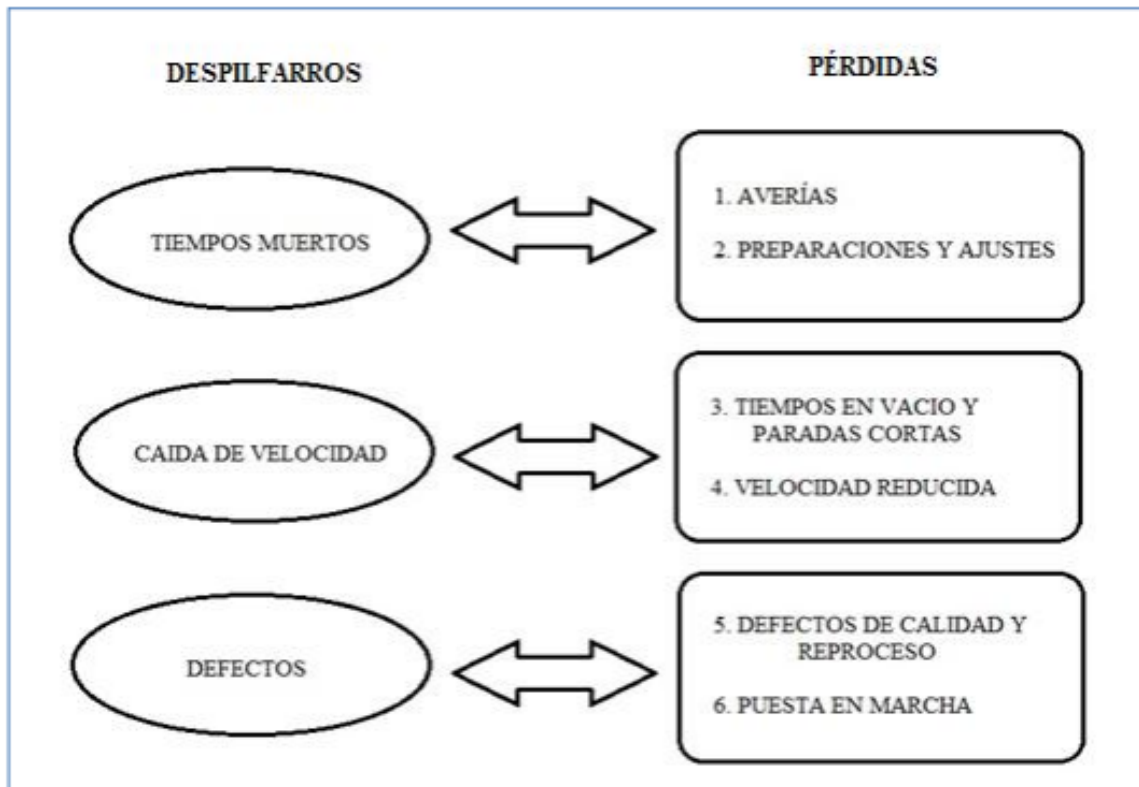 DESPILFARROS
PÉRDIDAS
TIEMPOS MUERTOS
1. AVERÍAS
2. PREPARACIONES Y AJUSTES
CAIDA DE VELOCIDAD
3. TIEMPOS EN VACIO Y
PARADAS CORTAS
4. VELOCIDAD REDUCIDA
DEFECTOS
5. DEFECTOS DE CALIDAD Y
REPROCESO
6. PUESTA EN MARCHA